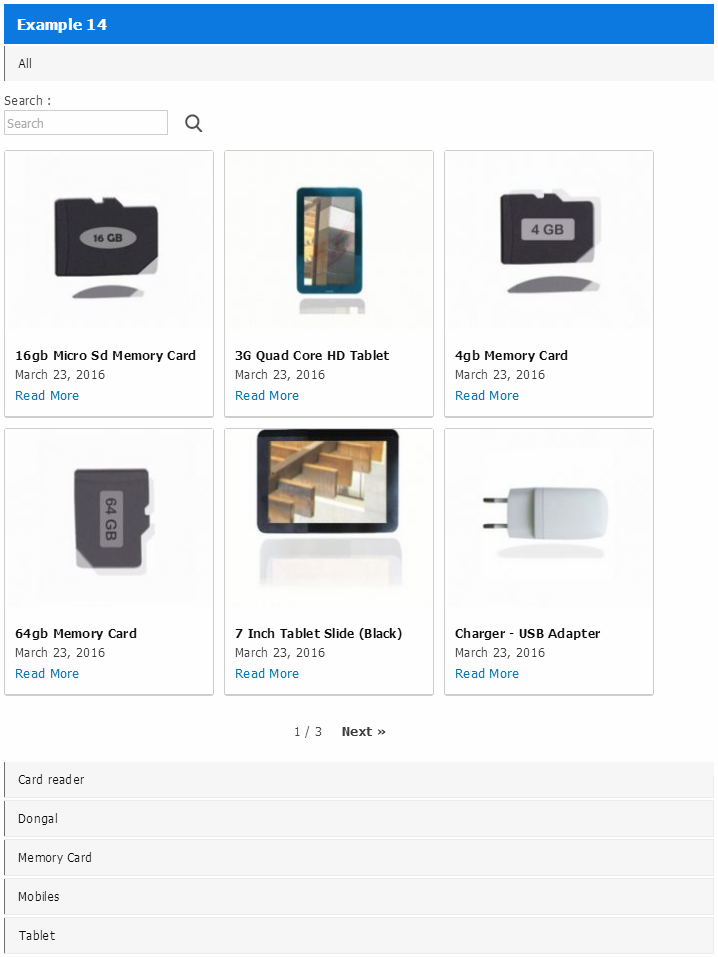 Example 14
All
Search :
Search
16 GB
4 GB
16gb Micro Sd Memory Card
March 23, 2016
Read More
3G Quad Core HD Tablet
March 23, 2016
Read More
4gb Memory Card
March 23, 2016
Read More
64 GB
64gb Memory Card
March 23, 2016
Read More
7 Inch Tablet Slide (Black)
March 23, 2016
Read More
Charger - USB Adapter
March 23, 2016
Read More
1 / 3 Next »
Card reader
Dongal
Memory Card
Mobiles
Tablet